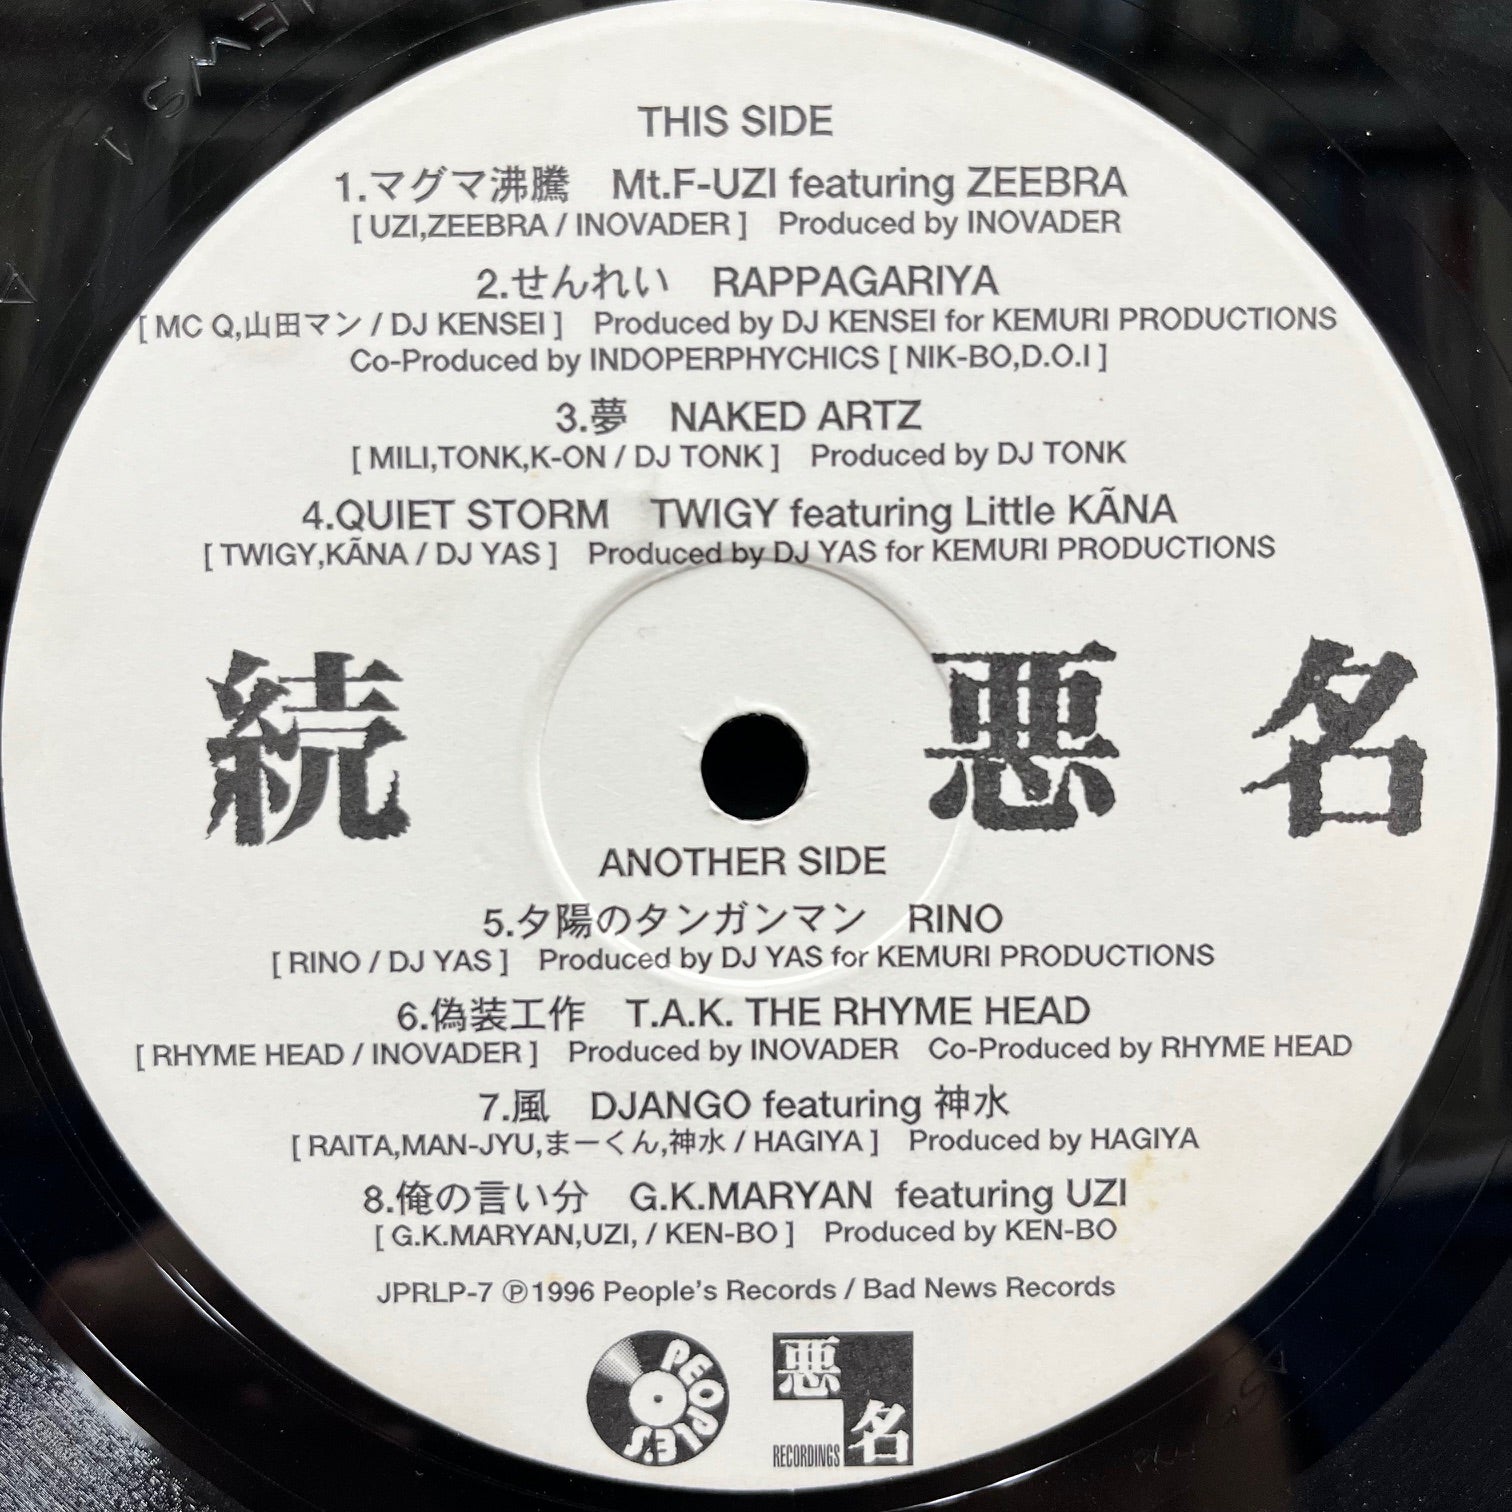 THIS SIDE
1.マグマ沸騰　Mt.F-UZI featuring ZEEBRA
[ UZI,ZEEBRA / INOVADER ]　Produced by INOVADER
2.せんれい　RAPPAGARIYA
[ MC Q,山田マン / DJ KENSEI ]　Produced by DJ KENSEI for KEMURI PRODUCTIONS
Co-Produced by INDOPERPHYCHICS [ NIK-BO,D.O.I ]
3.夢　NAKED ARTZ
[ MILI,TONK,K-ON / DJ TONK ]　Produced by DJ TONK
4.QUIET STORM　TWIGY featuring Little KÃNA
[ TWIGY,KÃNA / DJ YAS ]　Produced by DJ YAS for KEMURI PRODUCTIONS
続　悪名
ANOTHER SIDE
5.夕陽のタンガンマン　RINO
[ RINO / DJ YAS ]　Produced by DJ YAS for KEMURI PRODUCTIONS
6.偽装工作　T.A.K. THE RHYME HEAD
[ RHYME HEAD / INOVADER ]　Produced by INOVADER　Co-Produced by RHYME HEAD
7.風　DJANGO featuring 神水
[ RAITA,MAN-JYU,まーくん,神水 / HAGIYA ]　Produced by HAGIYA
8.俺の言い分　G.K.MARYAN featuring UZI
[ G.K.MARYAN,UZI, / KEN-BO ]　Produced by KEN-BO
JPRLP-7 ℗1996 People's Records / Bad News Records
PEOPLE'S
悪名
RECORDINGS